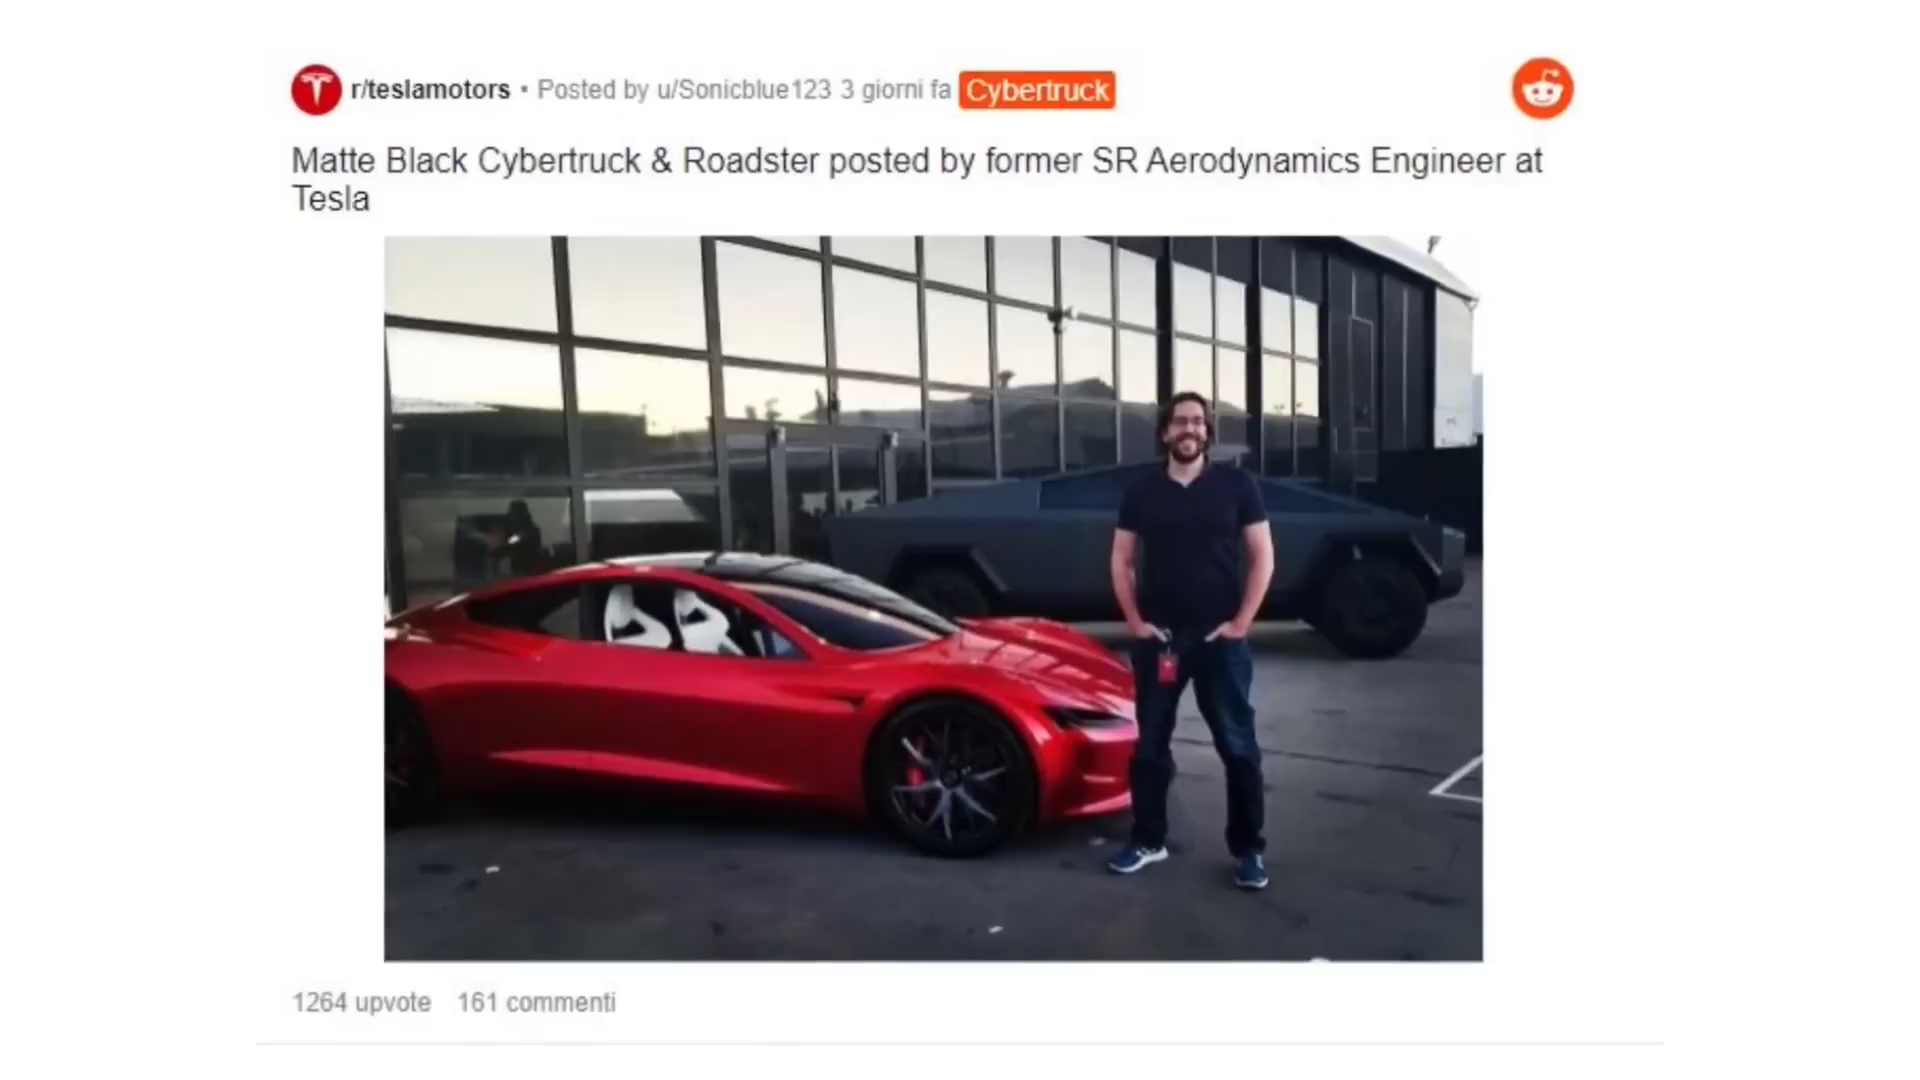 r/teslamotors • Posted by u/Sonicblue123 3 giorni fa Cybertruck
Matte Black Cybertruck & Roadster posted by former SR Aerodynamics Engineer at
Tesla
1264 upvote 161 commenti